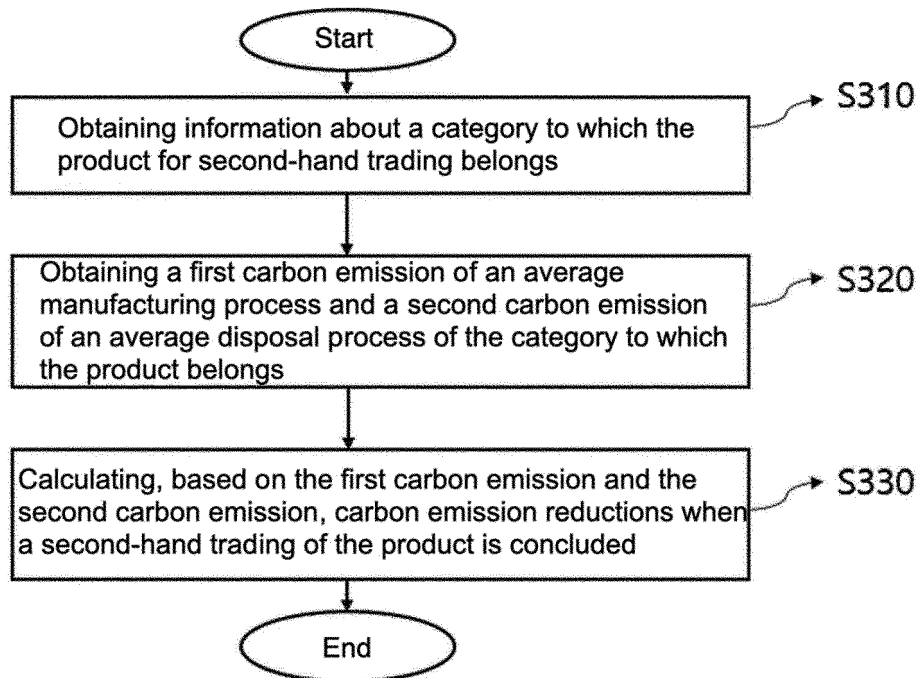 Start
S310
Obtaining information about a category to which the
product for second-hand trading belongs
S320
Obtaining a first carbon emission of an average
manufacturing process and a second carbon emission
of an average disposal process of the category to which
the product belongs
S330
Calculating, based on the first carbon emission and the
second carbon emission, carbon emission reductions when
a second-hand trading of the product is concluded
End